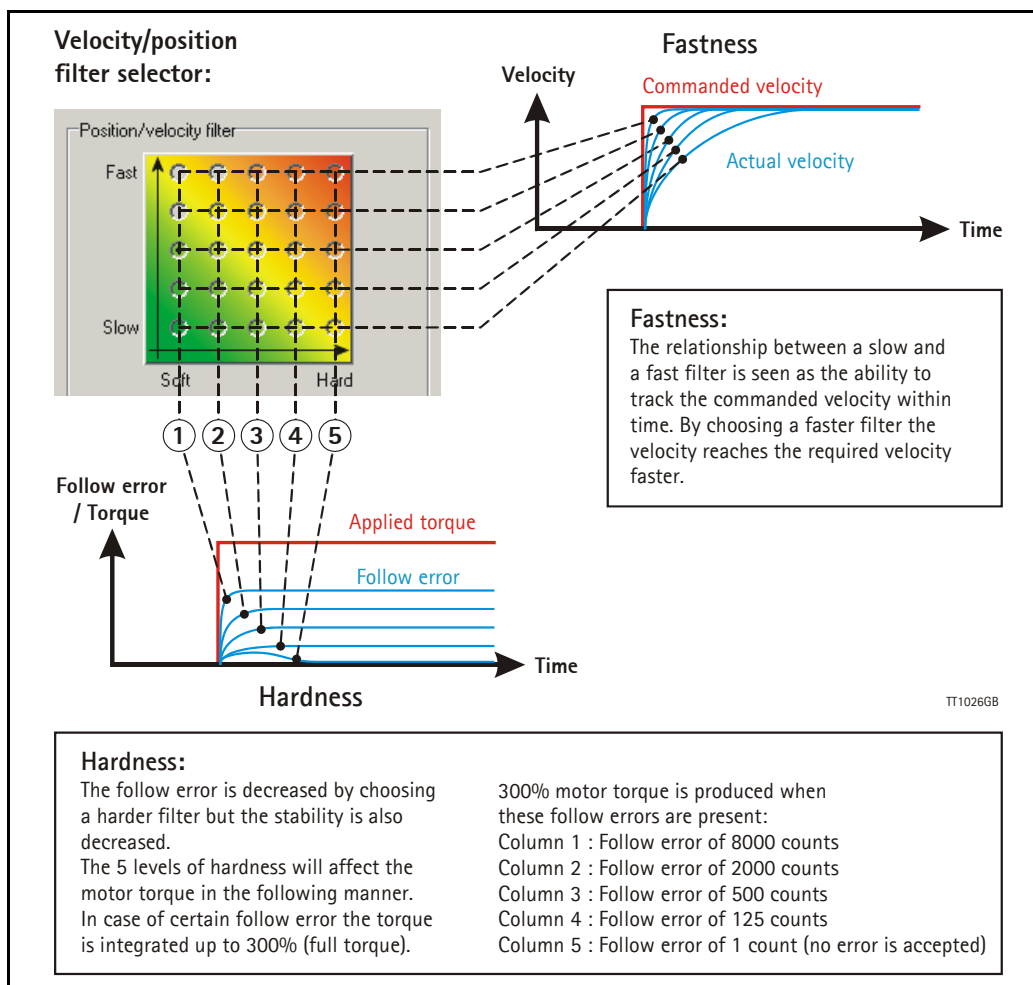 Velocity/position
filter selector:
Position/velocity filter
Fast
Slow
Soft
Hard
1 2 3 4 5
Fastness
Velocity
Commanded velocity
Actual velocity
Time
Fastness:
The relationship between a slow and
a fast filter is seen as the ability to
track the commanded velocity within
time. By choosing a faster filter the
velocity reaches the required velocity
faster.
Follow error
/ Torque
Applied torque
Follow error
Time
Hardness
TT1026GB
Hardness:
The follow error is decreased by choosing
a harder filter but the stability is also
decreased.
The 5 levels of hardness will affect the
motor torque in the following manner.
In case of certain follow error the torque
is integrated up to 300% (full torque).
300% motor torque is produced when
these follow errors are present:
Column 1 : Follow error of 8000 counts
Column 2 : Follow error of 2000 counts
Column 3 : Follow error of 500 counts
Column 4 : Follow error of 125 counts
Column 5 : Follow error of 1 count (no error is accepted)